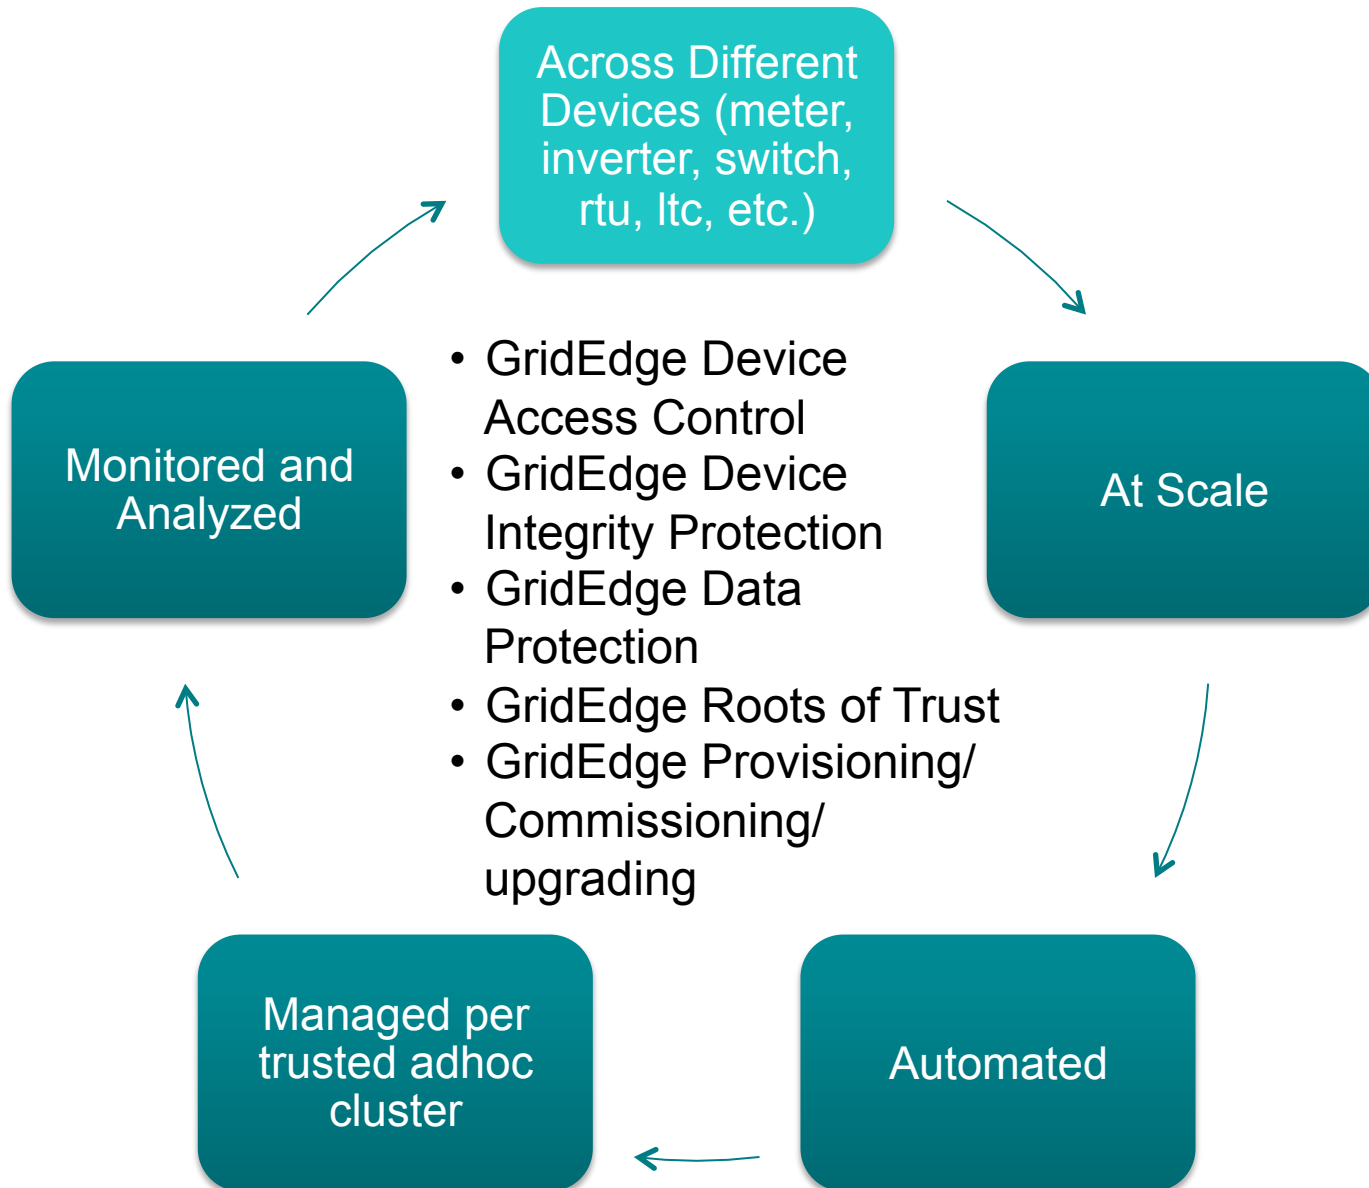 Across Different
Devices (meter,
inverter, switch,
rtu, ltc, etc.)
Monitored and
Analyzed
• GridEdge Device
Access Control
• GridEdge Device
Integrity Protection
• GridEdge Data
Protection
• GridEdge Roots of Trust
• GridEdge Provisioning/
Commissioning/
upgrading
At Scale
Managed per
trusted adhoc
cluster
Automated